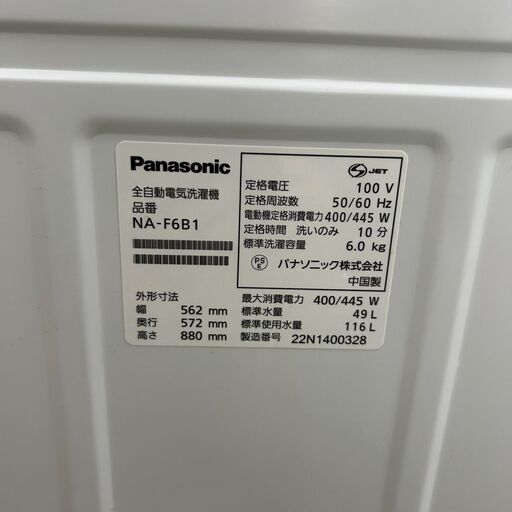 Panasonic
全自動電気洗濯機
品番
NA-F6B1
外形寸法
幅 562 mm
奥行 572 mm
高さ 880 mm
S JET
定格電圧 100 V
定格周波数 50/60 Hz
電動機定格消費電力 400/445 W
定格時間 洗いのみ 10 分
標準洗濯容量 6.0 kg
PS E パナソニック株式会社
中国製
最大消費電力 400/445 W
標準水量 49 L
標準使用水量 116 L
製造番号 22N1400328